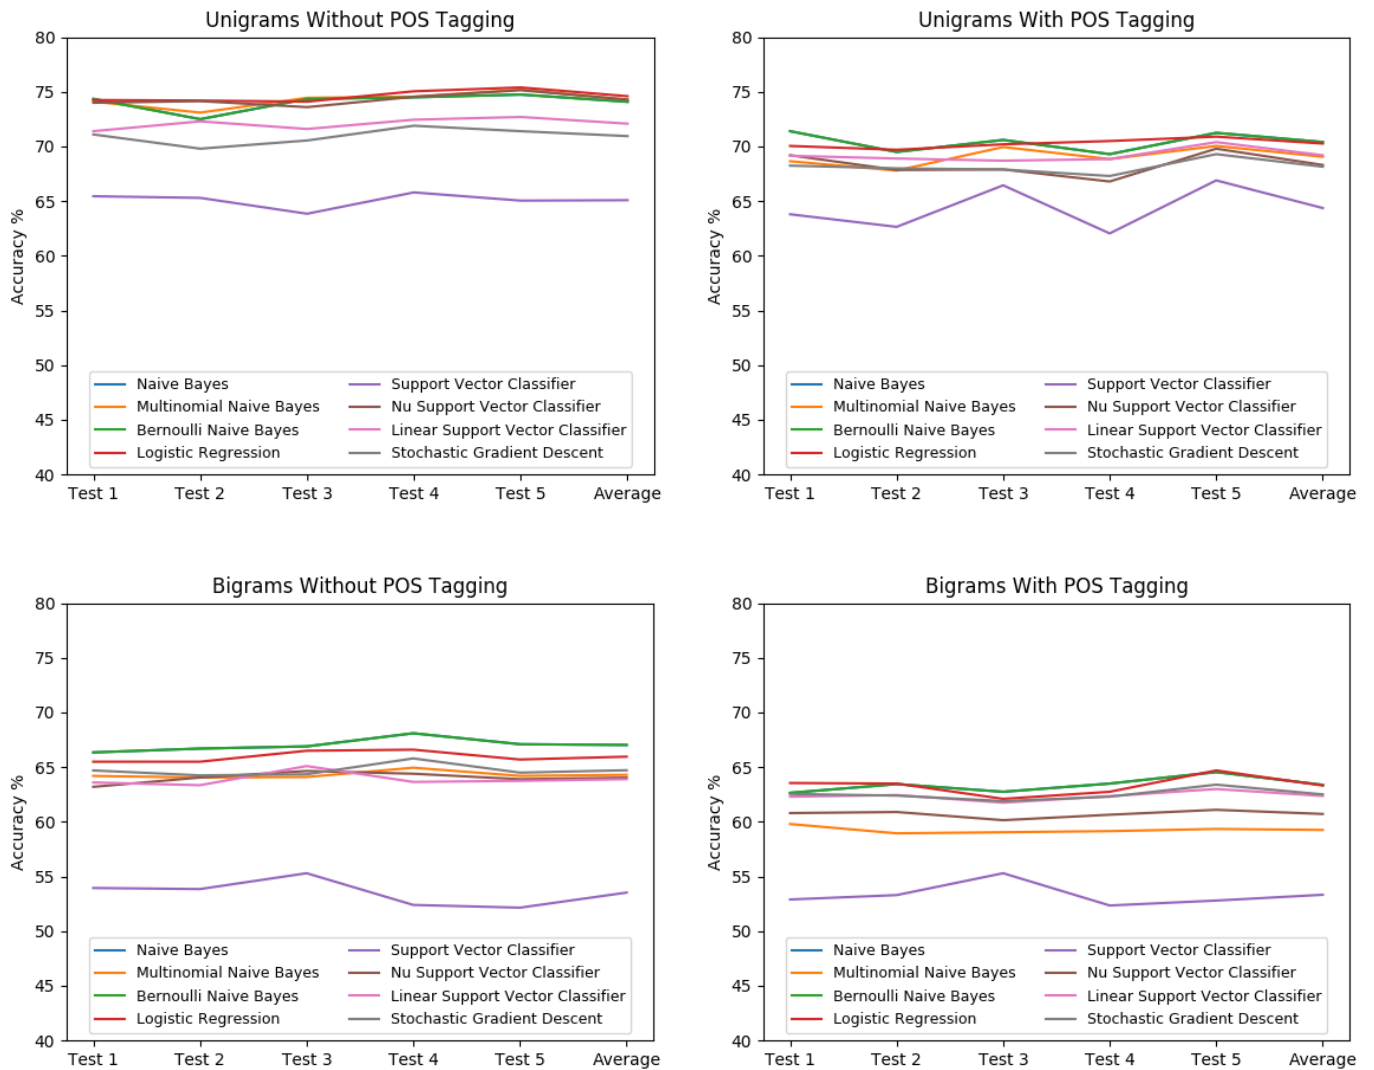 Unigrams Without POS Tagging
Accuracy %
80
75
70
65
60
55
50
45
40
Naive Bayes
Multinomial Naive Bayes
Bernoulli Naive Bayes
Logistic Regression
Support Vector Classifier
Nu Support Vector Classifier
Linear Support Vector Classifier
Stochastic Gradient Descent
Test 1 Test 2 Test 3 Test 4 Test 5 Average
Unigrams With POS Tagging
Accuracy %
80
75
70
65
60
55
50
45
40
Naive Bayes
Multinomial Naive Bayes
Bernoulli Naive Bayes
Logistic Regression
Support Vector Classifier
Nu Support Vector Classifier
Linear Support Vector Classifier
Stochastic Gradient Descent
Test 1 Test 2 Test 3 Test 4 Test 5 Average
Bigrams Without POS Tagging
Accuracy %
80
75
70
65
60
55
50
45
40
Naive Bayes
Multinomial Naive Bayes
Bernoulli Naive Bayes
Logistic Regression
Support Vector Classifier
Nu Support Vector Classifier
Linear Support Vector Classifier
Stochastic Gradient Descent
Test 1 Test 2 Test 3 Test 4 Test 5 Average
Bigrams With POS Tagging
Accuracy %
80
75
70
65
60
55
50
45
40
Naive Bayes
Multinomial Naive Bayes
Bernoulli Naive Bayes
Logistic Regression
Support Vector Classifier
Nu Support Vector Classifier
Linear Support Vector Classifier
Stochastic Gradient Descent
Test 1 Test 2 Test 3 Test 4 Test 5 Average